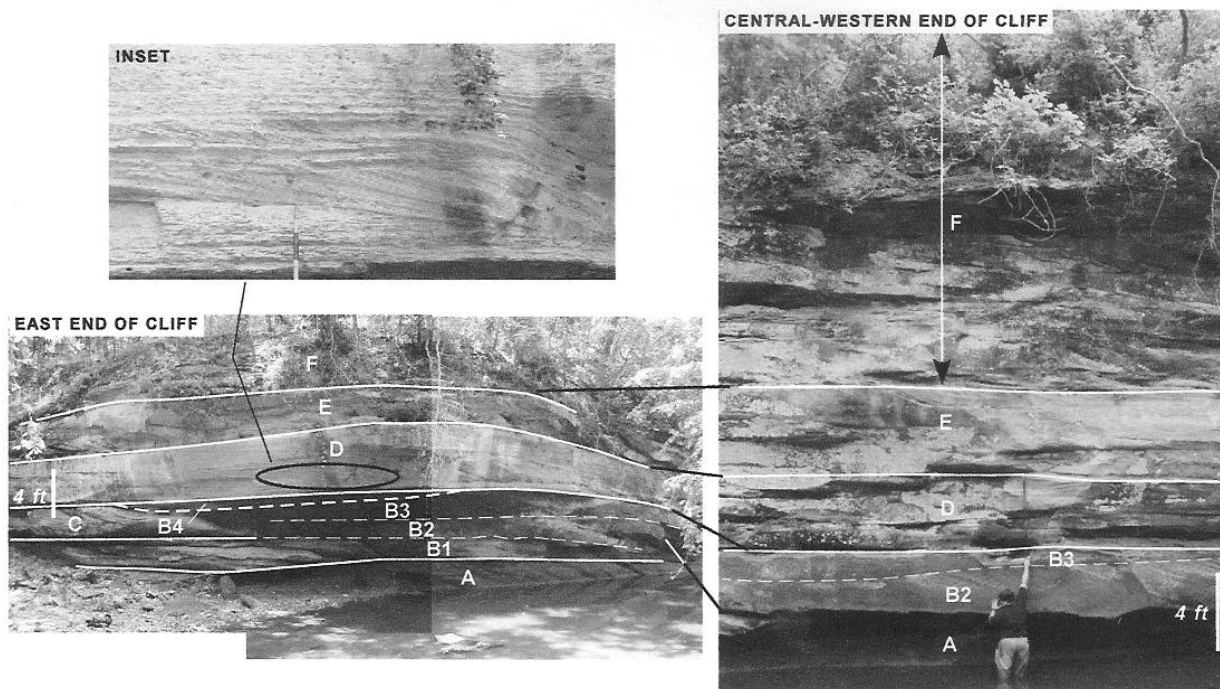 INSET
EAST END OF CLIFF
F
E
D
4 ft
C
B4
B3
B2
B1
A
CENTRAL-WESTERN END OF CLIFF
F
E
D
B3
B2
4 ft
A